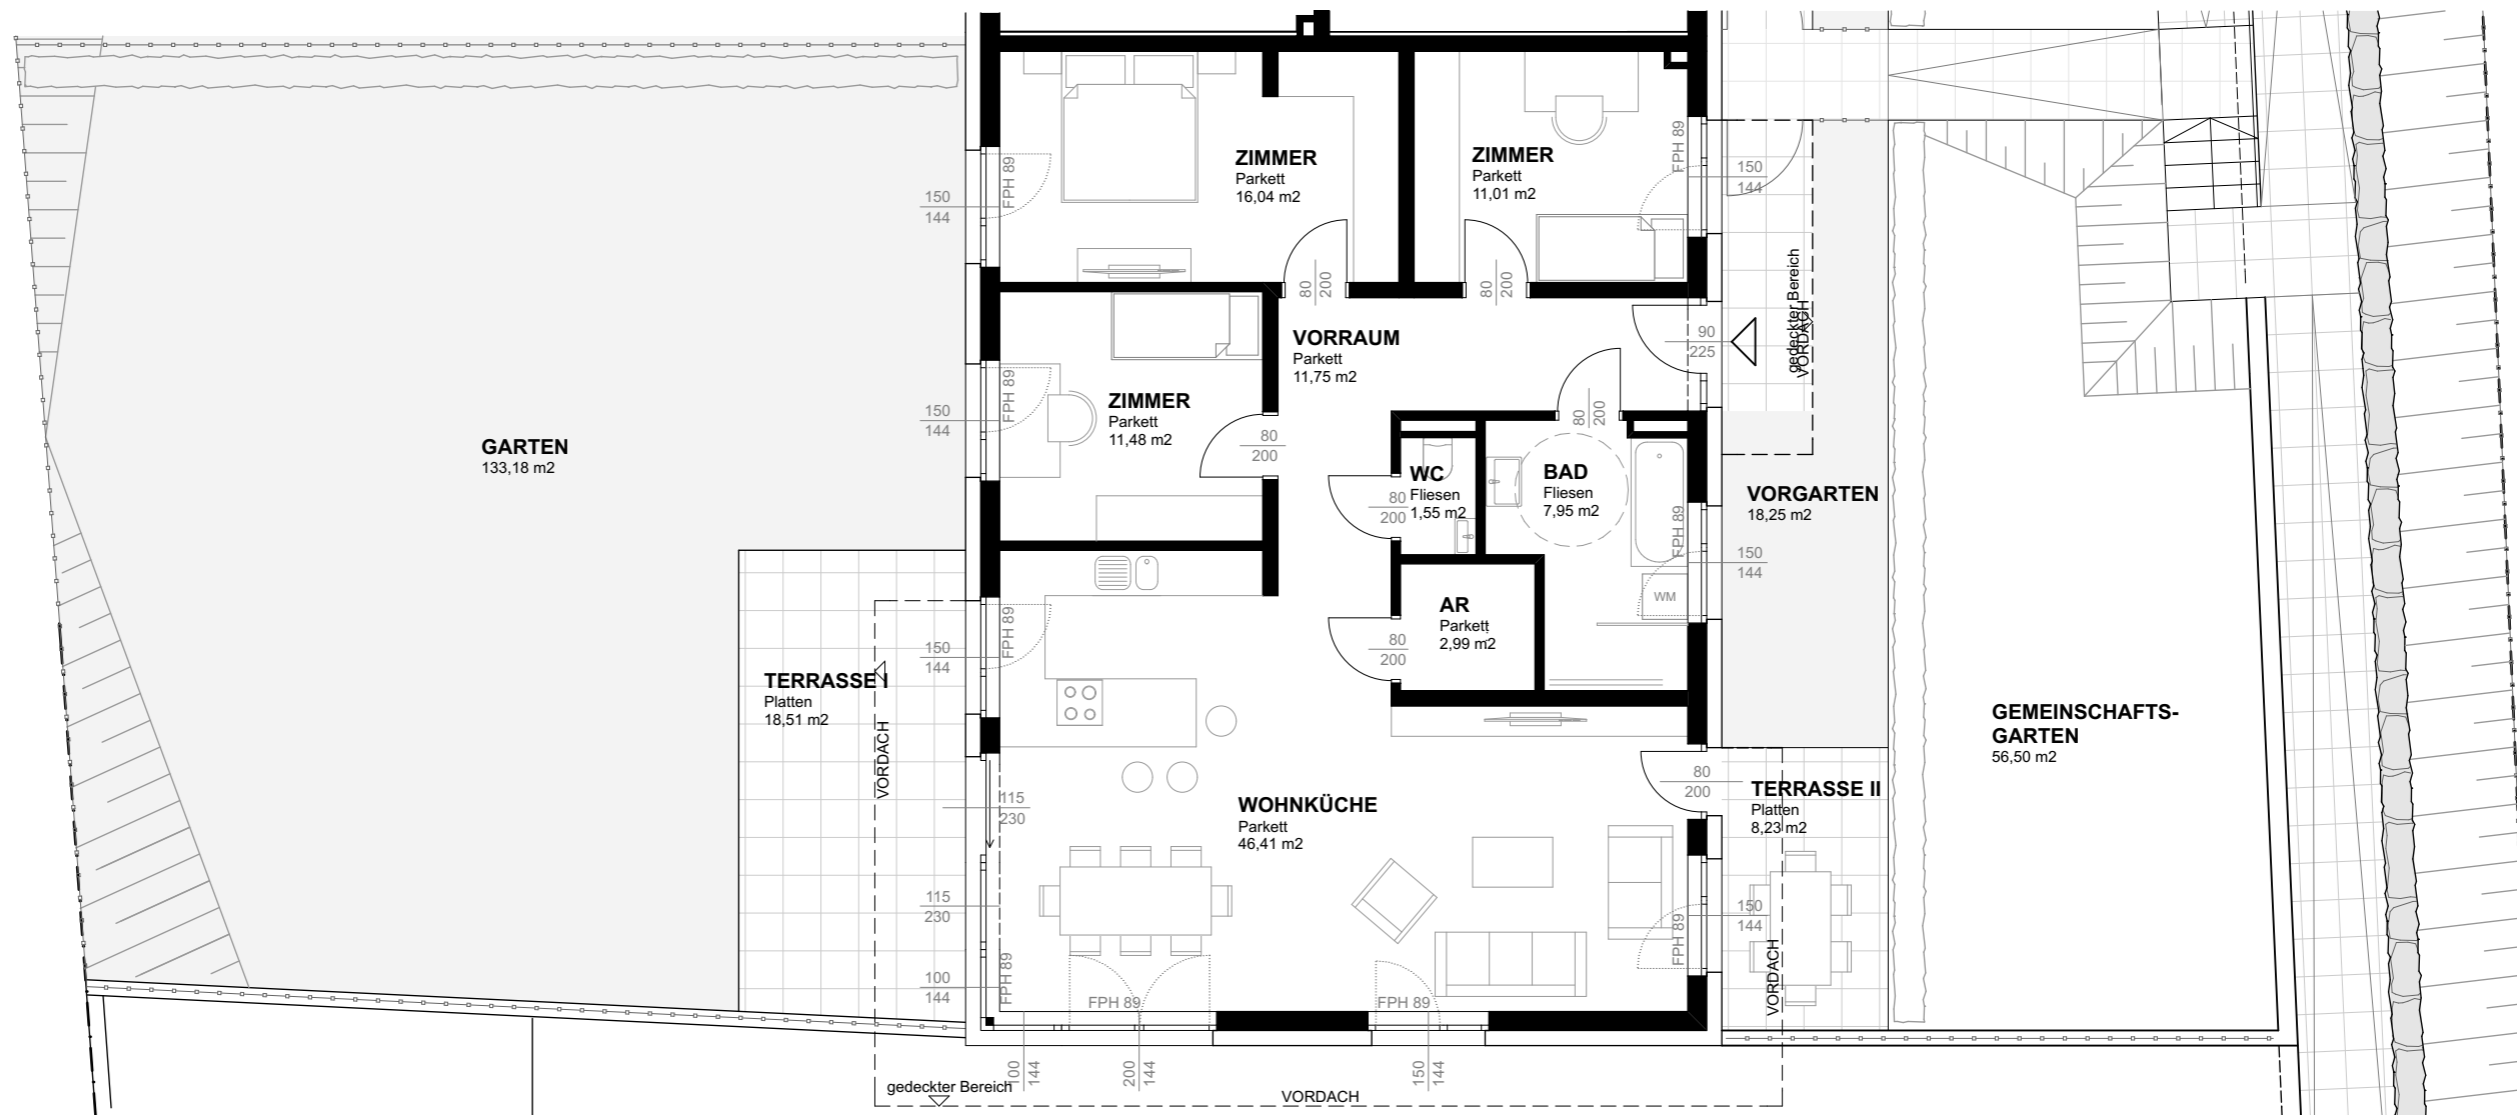 ZIMMER
Parkett
16,04 m2
ZIMMER
Parkett
11,01 m2
FPH 89
150
144
FPH 89
150
144
80
200
80
200
gedeckter Bereich
VORDACH
VORRAUM
Parkett
11,75 m2
90
225
ZIMMER
Parkett
11,48 m2
FPH 89
150
144
80
200
80
200
GARTEN
133,18 m2
WC
Fliesen
1,55 m2
80
200
BAD
Fliesen
7,95 m2
FPH 89
150
144
WM
VORGARTEN
18,25 m2
AR
Parkett
2,99 m2
80
200
FPH 89
150
144
TERRASSE I
Platten
18,51 m2
VORDACH
GEMEINSCHAFTS-
GARTEN
56,50 m2
80
200
TERRASSE II
Platten
8,23 m2
WOHNKÜCHE
Parkett
46,41 m2
115
230
115
230
FPH 89
100
144
FPH 89
FPH 89
FPH 89
150
144
VORDACH
100
144
200
144
150
144
gedeckter Bereich
VORDACH